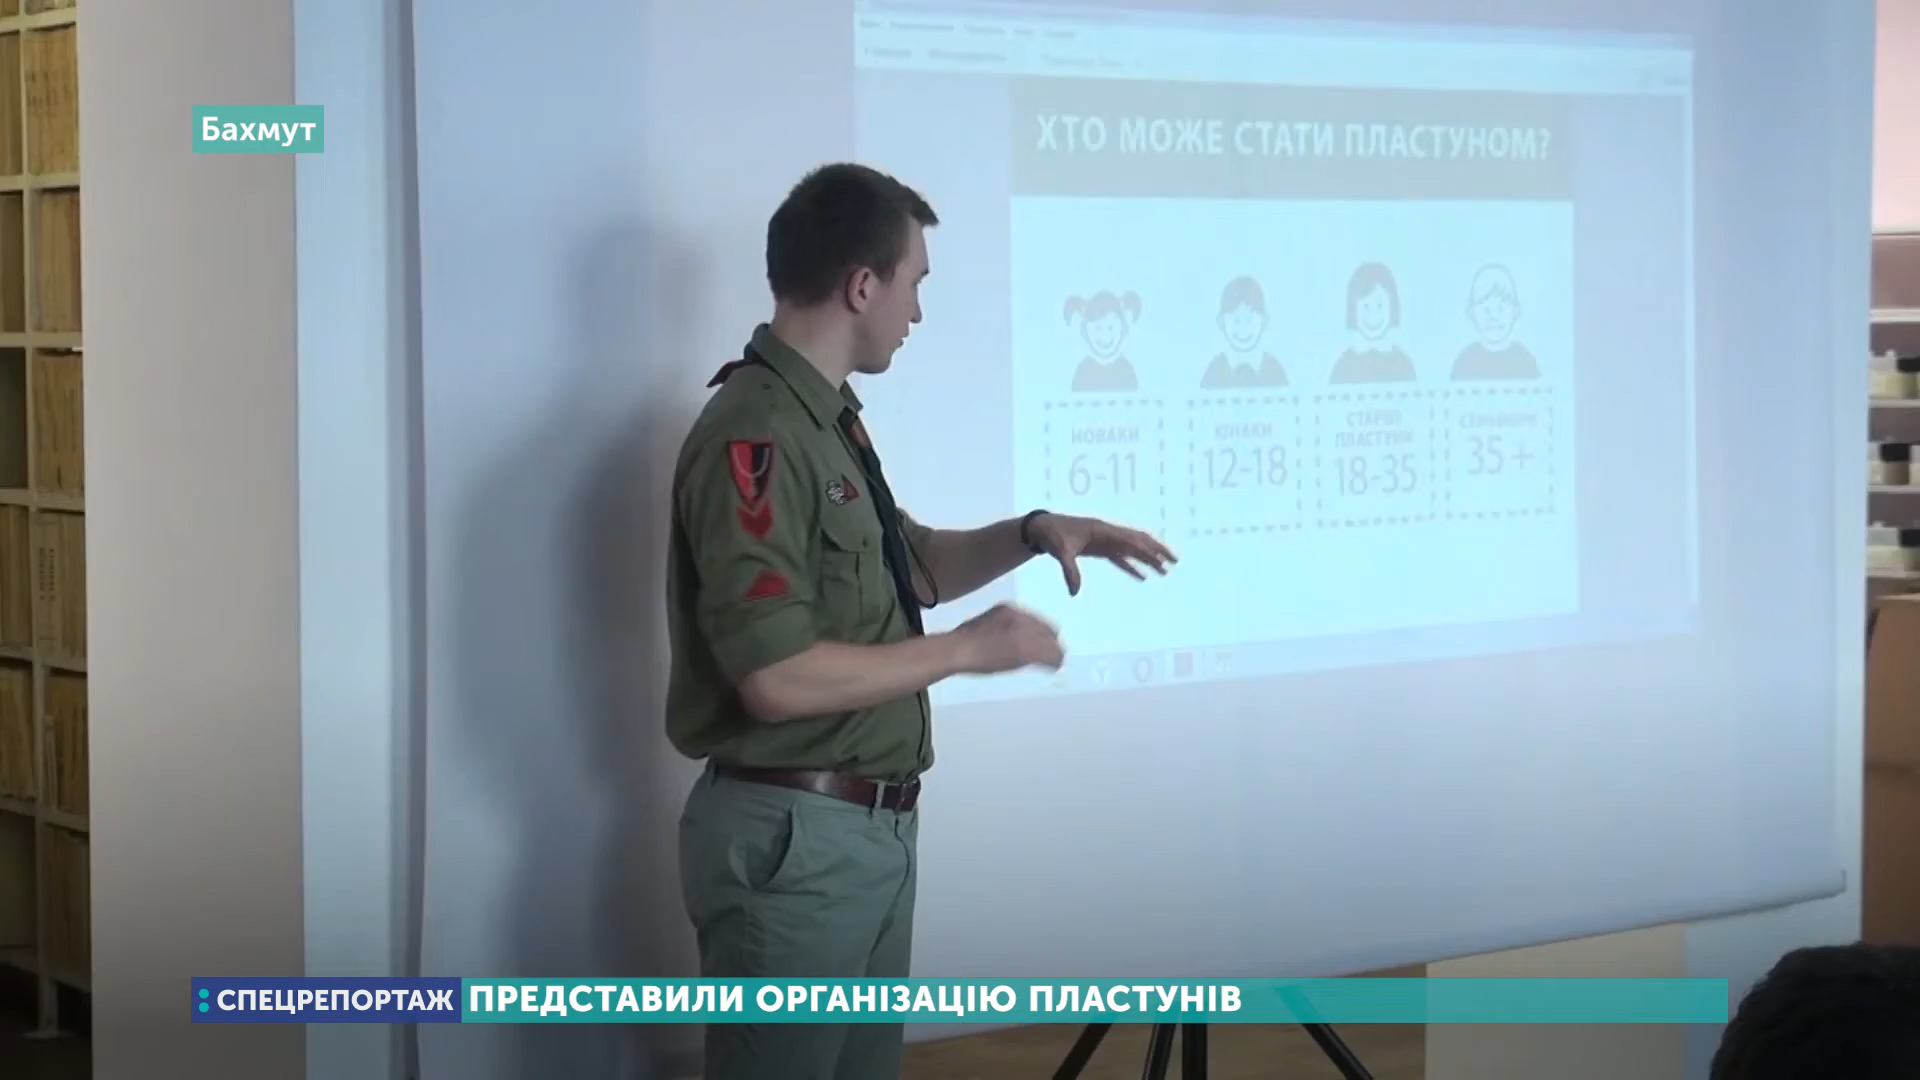 Бахмут
ХТО МОЖЕ СТАТИ ПЛАСТУНОМ?
НОВАКИ
6-11
ЮНАКИ
12-18
СТАРШІ
ПЛАСТУНИ
18-35
СЕНЬЙОРИ
35 +
СПЕЦРЕПОРТАЖ
ПРЕДСТАВИЛИ ОРГАНІЗАЦІЮ ПЛАСТУНІВ